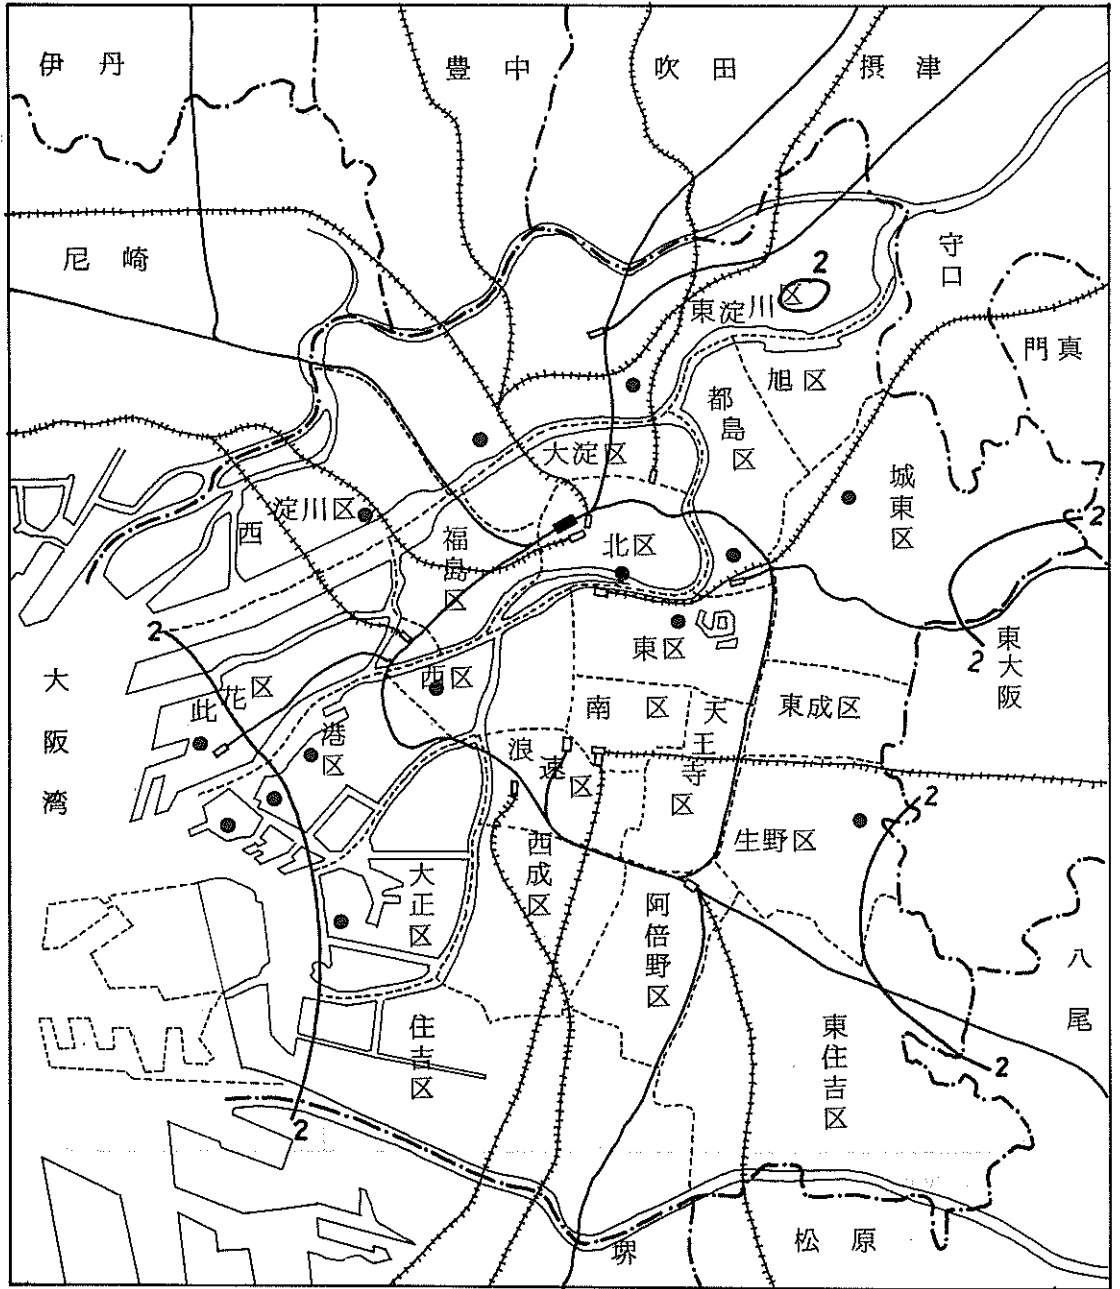 伊丹
豊中
吹田
摂津
尼崎
守口
2
東淀川区
門真
旭区
都島区
大淀区
城東区
淀川区
西
福島区
北区
2
2
東区
東大阪
2
西区
大阪湾
此花区
南区
天王寺区
東成区
港区
浪速区
2
生野区
西成区
大正区
阿倍野区
八尾
住吉区
東住吉区
2
2
松原
堺